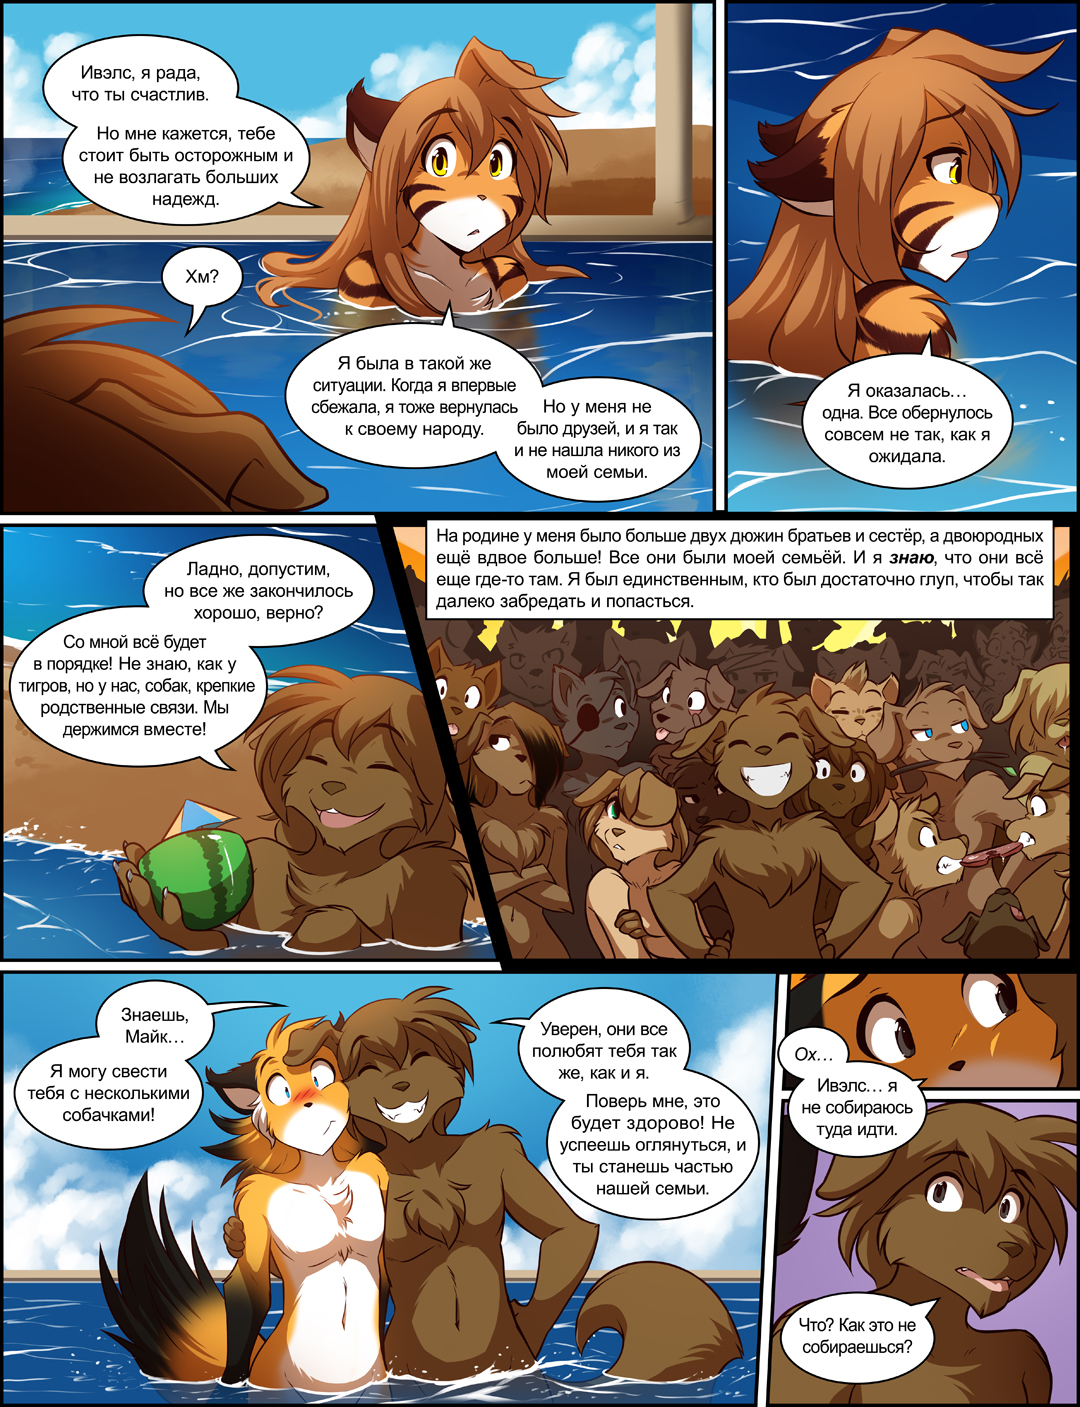 Ивэлс, я рада,
что ты счастлив.
Но мне кажется, тебе
стоит быть осторожным и
не возлагать больших
надежд.
Хм?
Я была в такой же
ситуации. Когда я впервые
сбежала, я тоже вернулась
к своему народу.
Но у меня не
было друзей, и я так
и не нашла никого из
моей семьи.
Я оказалась...
одна. Все обернулось
совсем не так, как я
ожидала.
Ладно, допустим,
но все же закончилось
хорошо, верно?
Со мной всё будет
в порядке! Не знаю, как у
тигров, но у нас, собак, крепкие
родственные связи. Мы
держимся вместе!
На родине у меня было больше двух дюжин братьев и сестёр, а двоюродных
ещё вдвое больше! Все они были моей семьёй. И я знаю, что они всё
еще где-то там. Я был единственным, кто был достаточно глуп, чтобы так
далеко забредать и попасться.
Знаешь,
Майк...
Я могу свести
тебя с несколькими
собачками!
Уверен, они все
полюбят тебя так
же, как и я.
Поверь мне, это
будет здорово! Не
успеешь оглянуться, и
ты станешь частью
нашей семьи.
Ох...
Ивэлс... я
не собираюсь
туда идти.
Что? Как это не
собираешься?